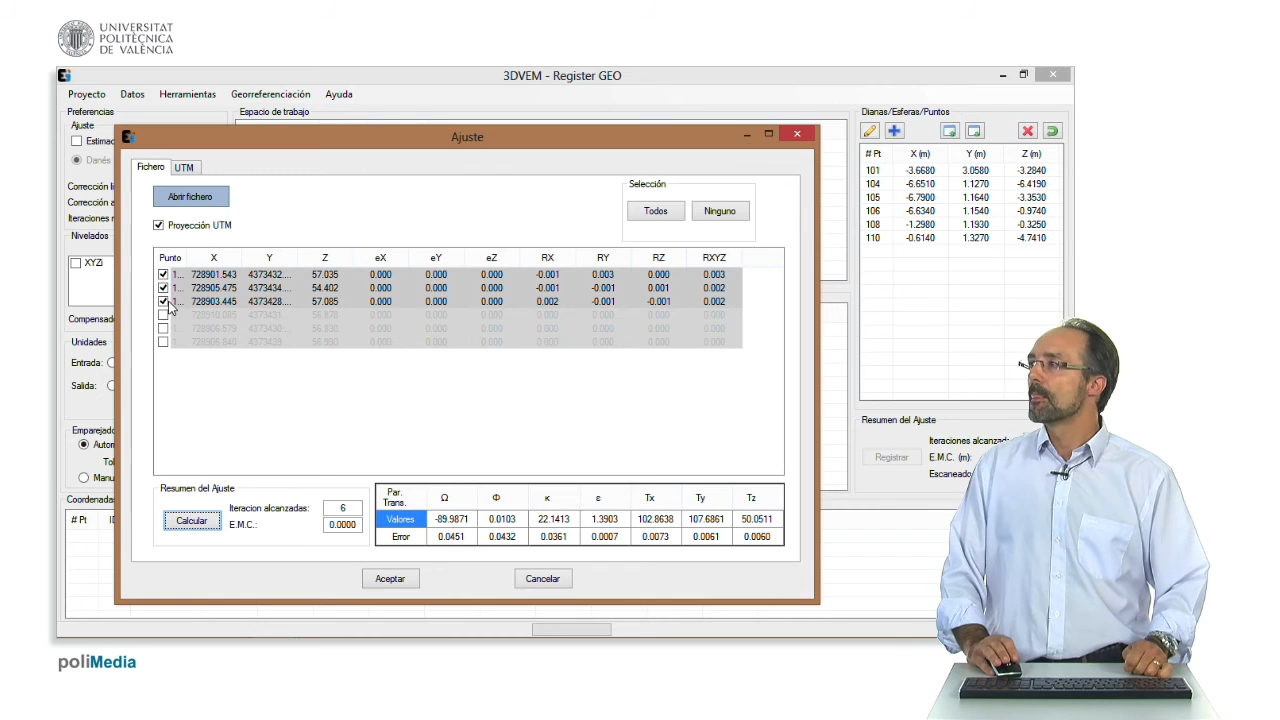 UNIVERSITAT
POLITÈCNICA
DE VALÈNCIA
3DVEM - Register GEO
Proyecto Datos Herramientas Georreferenciación Ayuda
Preferencias
Espacio de trabajo
Dianas/Esferas/Puntos
Ajuste
Danés
Nivelados
XYZi
Unidades
Entrada:
Salida:
Manu
# Pt
# Pt X (m) Y (m) Z (m)
101 -3.6680 3.0580 -3.2840
104 -6.6510 1.1270 -6.4190
105 -6.7900 1.1640 -3.3530
106 -6.6340 1.1540 -0.9740
108 -1.2980 1.1930 -0.3250
110 -0.6140 1.3270 -4.7410
Resumen del Ajuste
Iteraciones alcanzadas:
Registrar
E.M.C. (m):
Ajuste
Fichero UTM
Abrir fichero
Selección
Todos Ninguno
Proyección UTM
Punto X Y Z eX eY eZ RX RY RZ RXYZ
1... 728901.543 4373432.... 57.035 0.000 0.000 0.000 -0.001 0.003 0.000 0.003
1... 728905.475 4373434.... 54.402 0.000 0.000 0.000 -0.001 -0.001 0.001 0.002
1... 728903.445 4373428.... 57.085 0.000 0.000 0.000 0.002 -0.001 -0.001 0.002
Resumen del Ajuste
Iteracion alcanzadas: 6
Calcular
E.M.C.: 0.0000
Par. Trans. Ω Φ κ ε Tx Ty Tz
Valores -89.9871 0.0103 22.1413 1.3903 102.8638 107.6861 50.0511
Error 0.0451 0.0432 0.0361 0.0007 0.0073 0.0061 0.0060
Aceptar Cancelar
poliMedia